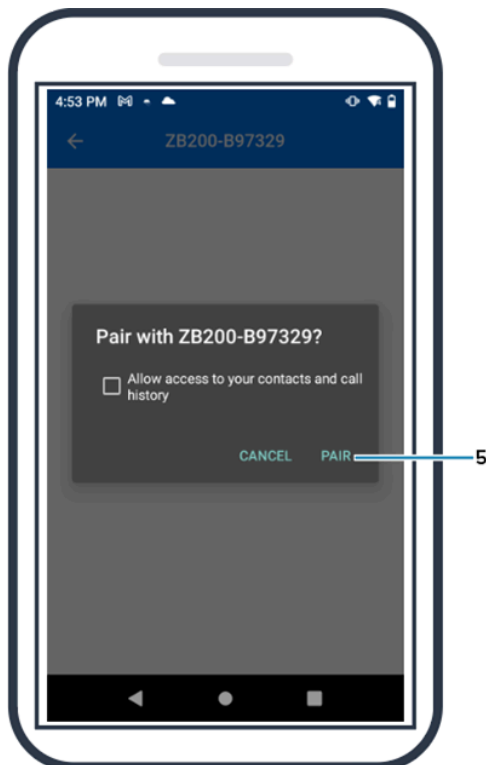 4:53 PM
ZB200-B97329
Pair with ZB200-B97329?
Allow access to your contacts and call
history
CANCEL PAIR
5